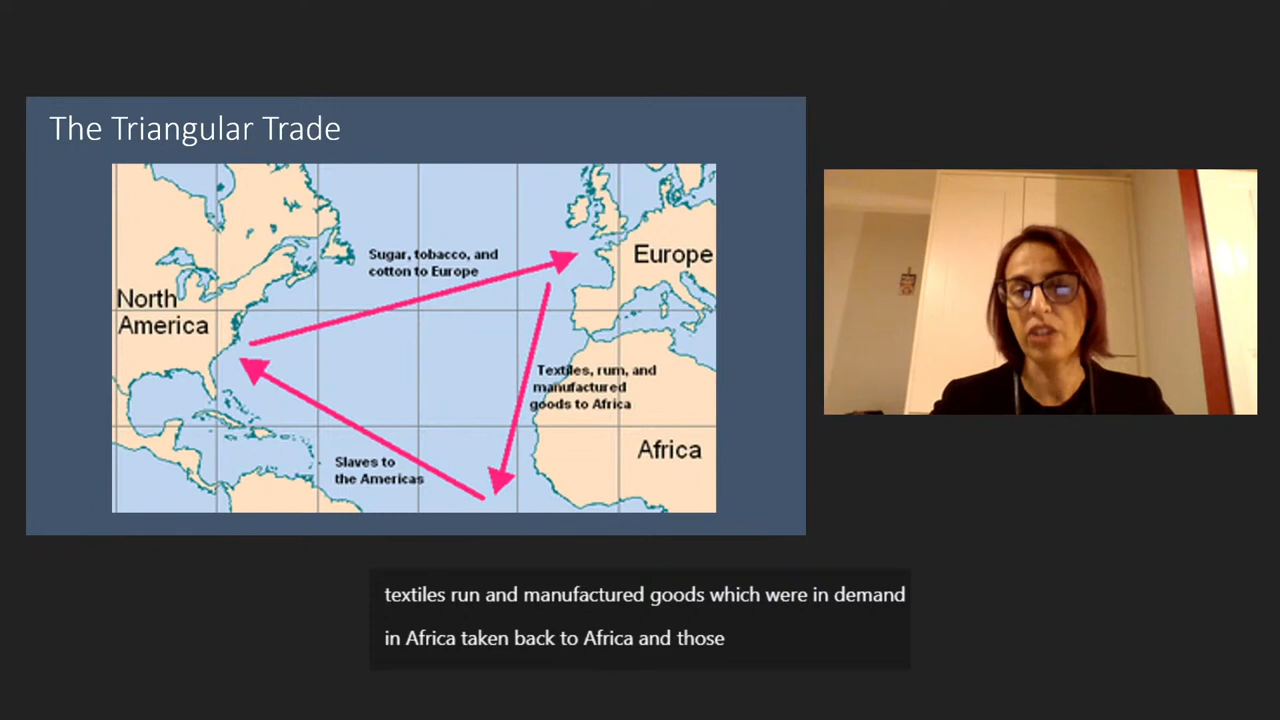 The Triangular Trade
Sugar, tobacco, and
cotton to Europe
Europe
North
America
Textiles, rum, and
manufactured
goods to Africa
Africa
Slaves to
the Americas
textiles run and manufactured goods which were in demand
in Africa taken back to Africa and those